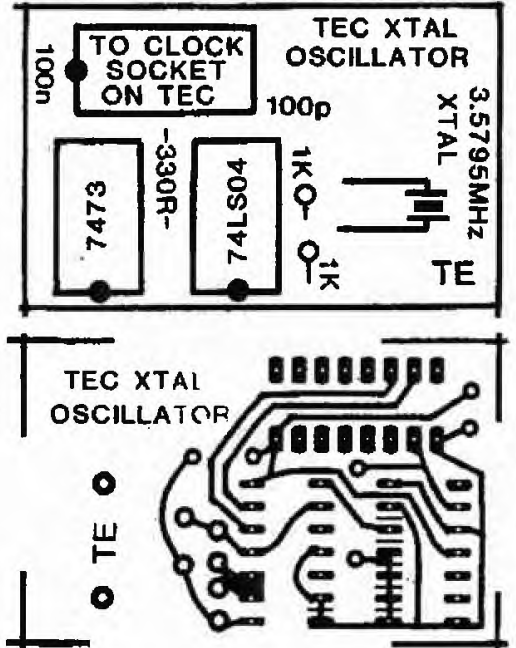 TEC XTAL
OSCILLATOR
TO CLOCK
SOCKET
ON TEC
100n
100p
3.5795MHz
XTAL
7473
-330R-
74LS04
1K
1K
TE
TEC XTAL
OSCILLATOR
TE